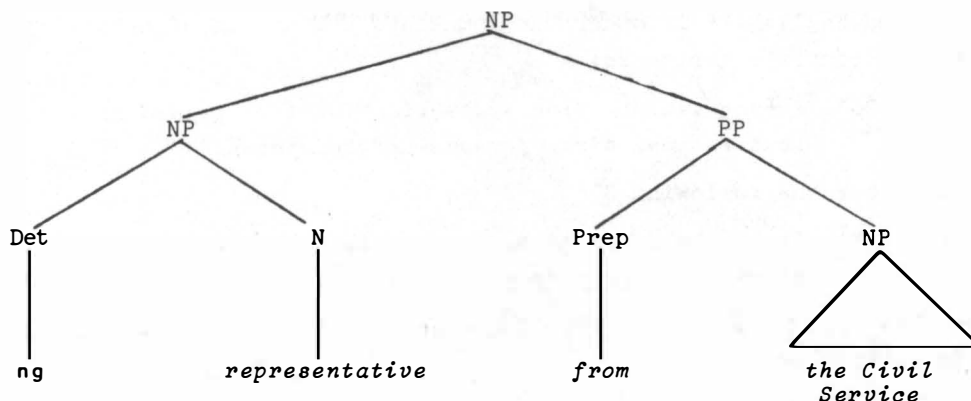 NP
NP PP
Det N Prep NP
ng representative from the Civil
Service